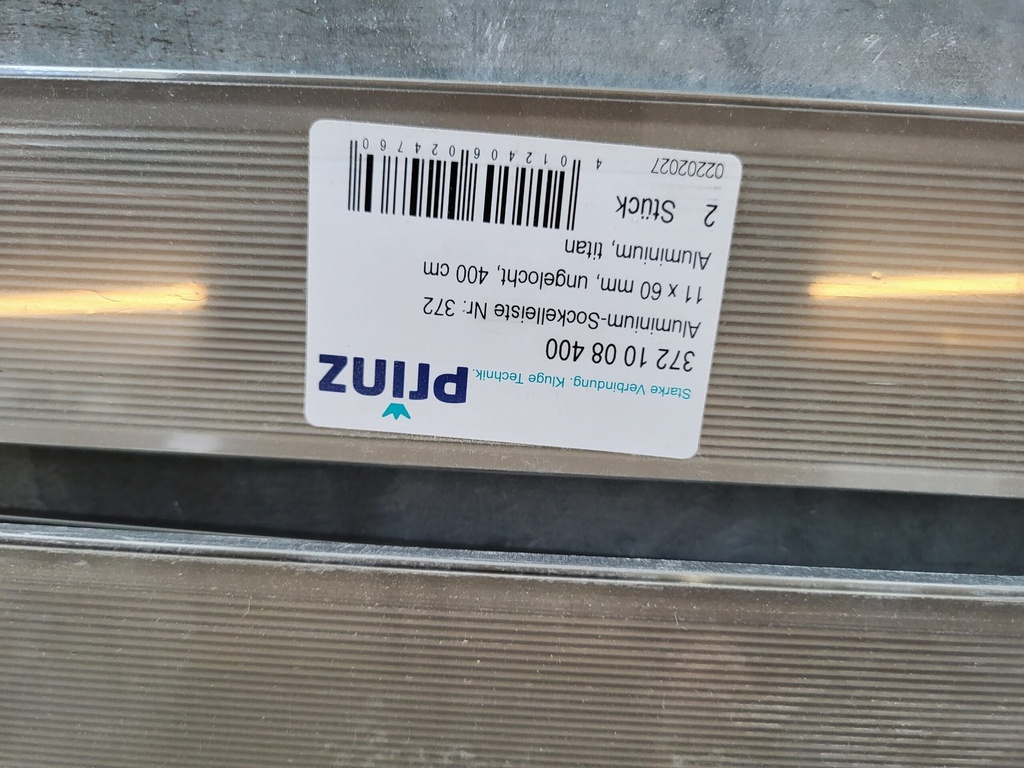 Starke Verbindung. Kluge Technik.
prinz
372 10 08 400
Aluminium-Sockelleiste Nr: 372
11 x 60 mm, ungelocht, 400 cm
Aluminium, titan
2 Stück
02202027
4 012406 024760